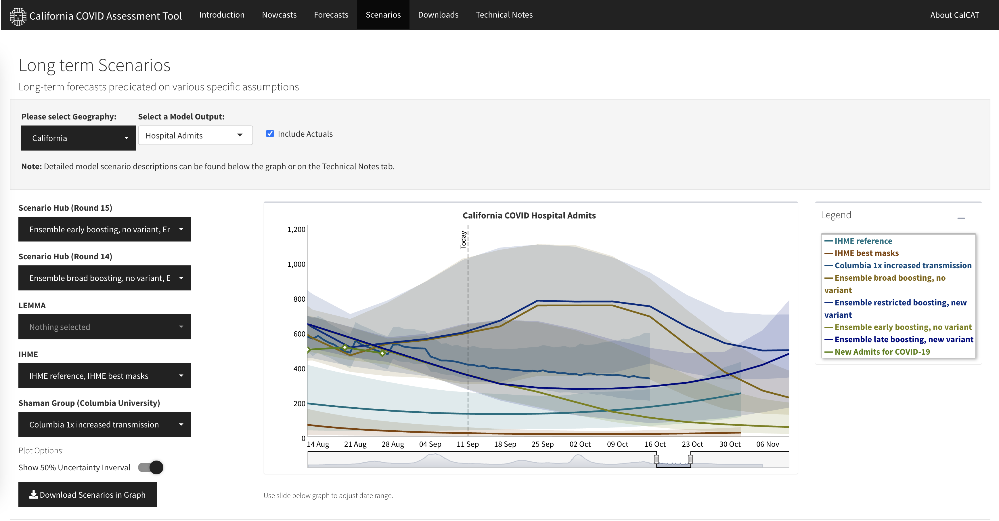 California COVID Assessment Tool
Introduction
Nowcasts
Forecasts
Scenarios
Downloads
Technical Notes
About CalCAT
Long term Scenarios
Long-term forecasts predicated on various specific assumptions
Please select Geography:
California
Select a Model Output:
Hospital Admits
Include Actuals
Note: Detailed model scenario descriptions can be found below the graph or on the Technical Notes tab.
Scenario Hub (Round 15)
Ensemble early boosting, no variant, Er
Scenario Hub (Round 14)
Ensemble broad boosting, no variant, E
LEMMA
Nothing selected
IHME
IHME reference, IHME best masks
Shaman Group (Columbia University)
Columbia 1x increased transmission
Plot Options:
Show 50% Uncertainty Inverval
Download Scenarios in Graph
California COVID Hospital Admits
1,200
1,000
800
600
400
200
0
Today
14 Aug
21 Aug
28 Aug
04 Sep
11 Sep
18 Sep
25 Sep
02 Oct
09 Oct
16 Oct
23 Oct
30 Oct
06 Nov
Use slide below graph to adjust date range.
Legend
IHME reference
IHME best masks
Columbia 1x increased transmission
Ensemble broad boosting, no
variant
Ensemble restricted boosting, new
variant
Ensemble early boosting, no variant
Ensemble late boosting, new variant
New Admits for COVID-19